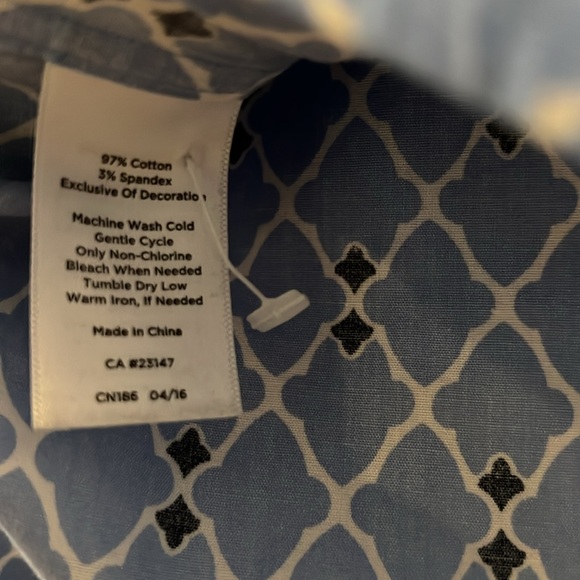 97% Cotton
3% Spandex
Exclusive Of Decoration
Machine Wash Cold
Gentle Cycle
Only Non-Chlorine
Bleach When Needed
Tumble Dry Low
Warm Iron, If Needed
Made in China
CA #23147
CN186 04/16